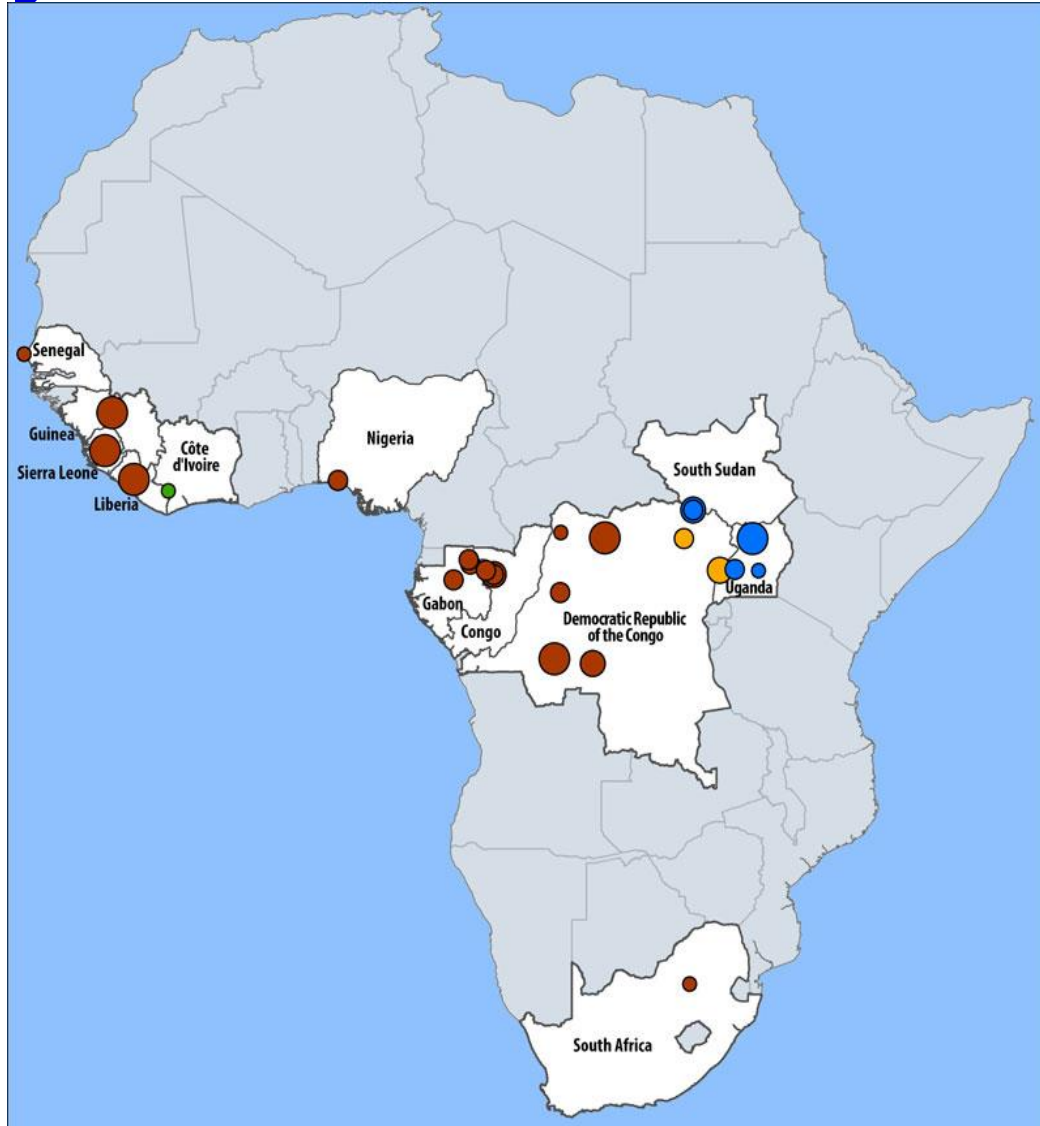 Senegal
Guinea
Côte
d'Ivoire
Sierra Leone
Liberia
Nigeria
South Sudan
Uganda
Gabon
Congo
Democratic Republic
of the Congo
South Africa